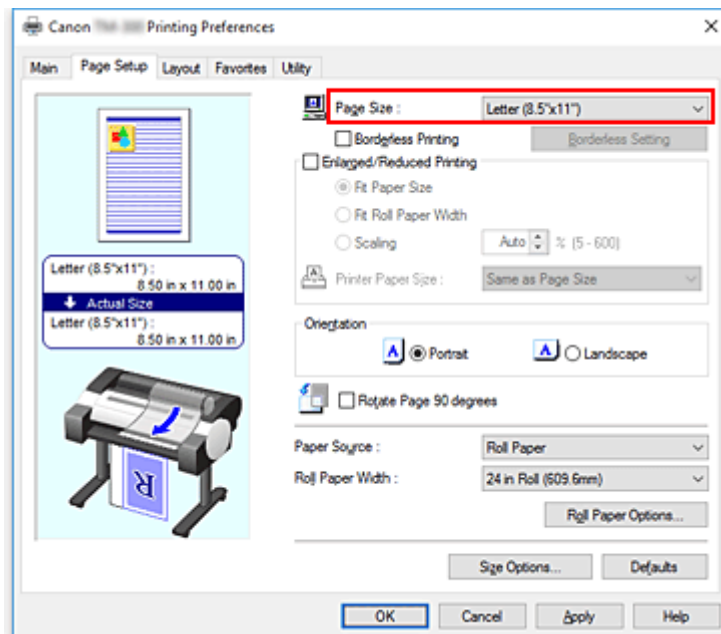 Canon Printing Preferences
Main Page Setup Layout Favorites Utility
Page Size : Letter (8.5"x11")
Borderless Printing Borderless Setting
Enlarged/Reduced Printing
Fit Paper Size
Fit Roll Paper Width
Scaling Auto % (5 - 600)
Printer Paper Size : Same as Page Size
Letter (8.5"x11") :
8.50 in x 11.00 in
Actual Size
Letter (8.5"x11") :
8.50 in x 11.00 in
Orientation
A Portrait A Landscape
Rotate Page 90 degrees
Paper Source : Roll Paper
Roll Paper Width : 24 in Roll (609.6mm)
R
Roll Paper Options...
Size Options... Defaults
OK Cancel Apply Help